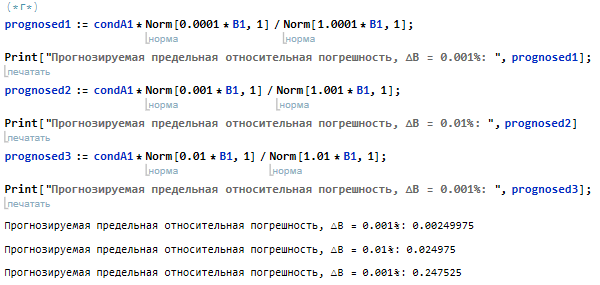 (*г*)
prognosed1 := condA1 * Norm[0.0001 * B1, 1] / Norm[1.0001 * B1, 1];
норма норма
Print["Прогнозируемая предельная относительная погрешность, ΔB = 0.001%: ", prognosed1];
печатать
prognosed2 := condA1 * Norm[0.001 * B1, 1] / Norm[1.001 * B1, 1];
норма норма
Print["Прогнозируемая предельная относительная погрешность, ΔB = 0.01%: ", prognosed2]
печатать
prognosed3 := condA1 * Norm[0.01 * B1, 1] / Norm[1.01 * B1, 1];
норма норма
Print["Прогнозируемая предельная относительная погрешность, ΔB = 0.001%: ", prognosed3];
печатать
Прогнозируемая предельная относительная погрешность, ΔB = 0.001%: 0.00249975
Прогнозируемая предельная относительная погрешность, ΔB = 0.01%: 0.024975
Прогнозируемая предельная относительная погрешность, ΔB = 0.001%: 0.247525